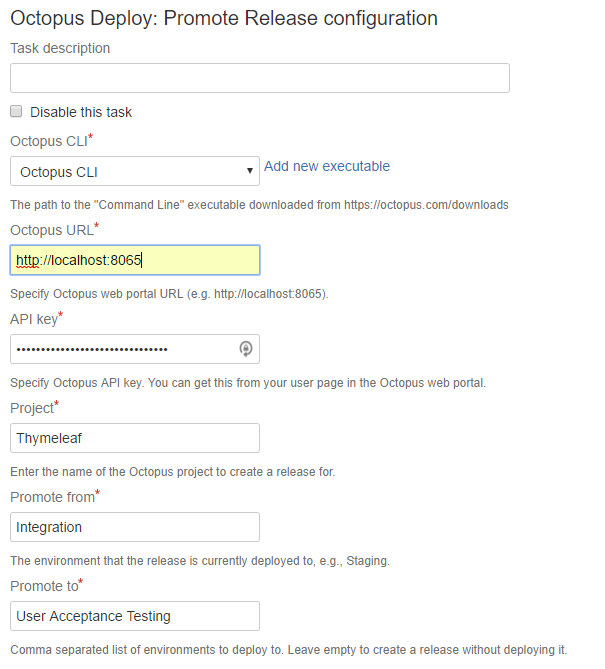 Octopus Deploy: Promote Release configuration
Task description
Disable this task
Octopus CLI*
Octopus CLI Add new executable
The path to the "Command Line" executable downloaded from https://octopus.com/downloads
Octopus URL*
http://localhost:8065
Specify Octopus web portal URL (e.g. http://localhost:8065).
API key*
•••••••••••••••••••••••••••••••
Specify Octopus API key. You can get this from your user page in the Octopus web portal.
Project*
Thymeleaf
Enter the name of the Octopus project to create a release for.
Promote from*
Integration
The environment that the release is currently deployed to, e.g., Staging.
Promote to*
User Acceptance Testing
Comma separated list of environments to deploy to. Leave empty to create a release without deploying it.